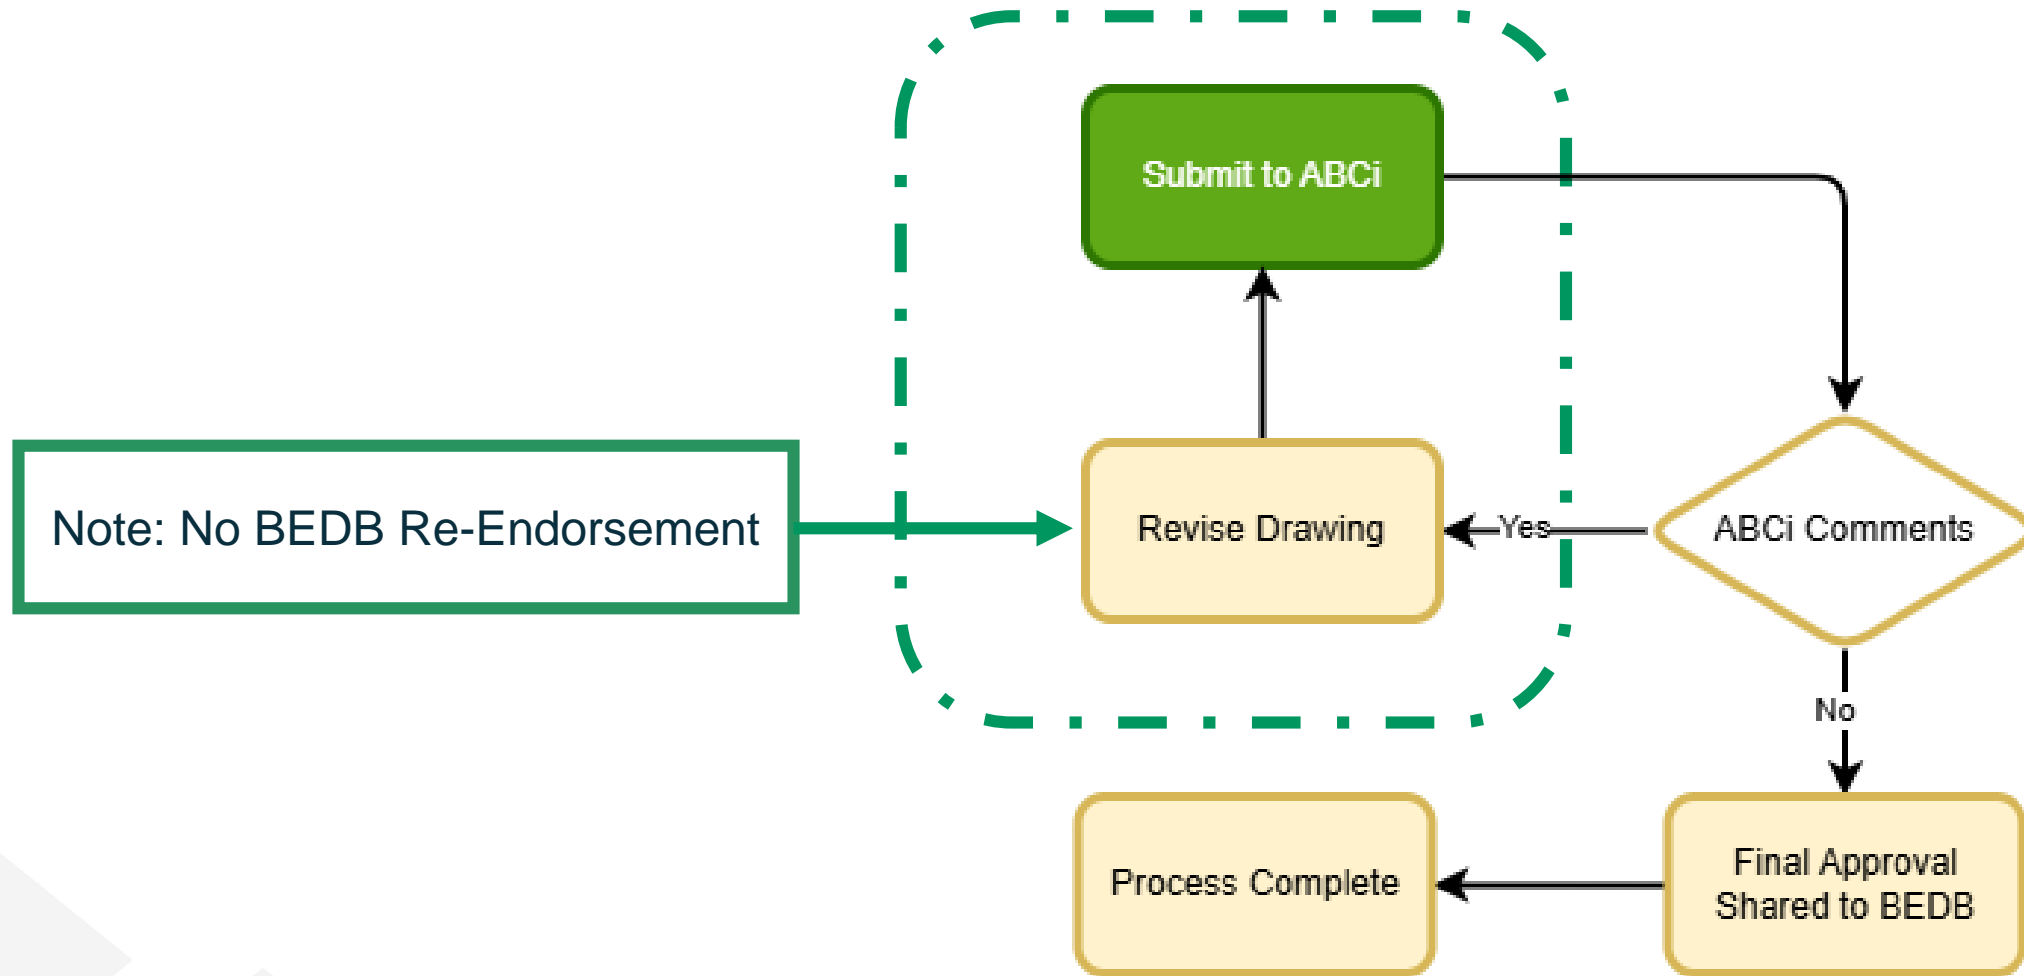 Submit to ABCi
Note: No BEDB Re-Endorsement
Revise Drawing
Yes
ABCi Comments
No
Process Complete
Final Approval
Shared to BEDB